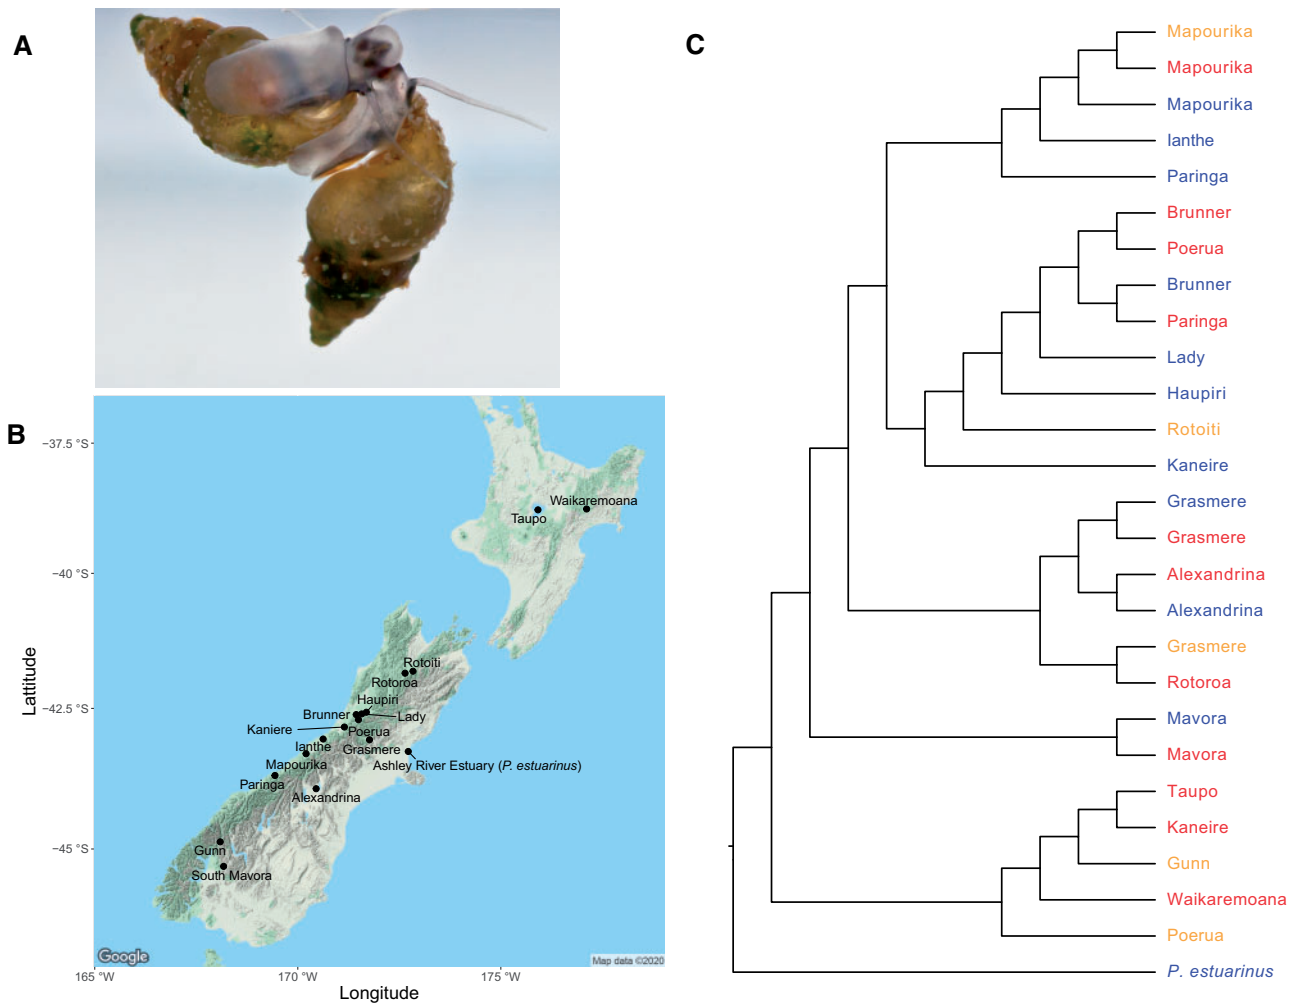 A
B
−37.5 °S
−40 °S
−42.5 °S
−45 °S
Lattitude
Waikaremoana
Taupo
Rotoiti
Rotoroa
Haupiri
Brunner
Lady
Kaniere
Poerua
Ianthe
Grasmere
Mapourika
Ashley River Estuary (P. estuarinus)
Paringa
Alexandrina
Gunn
South Mavora
Google
Map data ©2020
165 °W
170 °W
175 °W
Longitude
C
Mapourika
Mapourika
Mapourika
Ianthe
Paringa
Brunner
Poerua
Brunner
Paringa
Lady
Haupiri
Rotoiti
Kaneire
Grasmere
Grasmere
Alexandrina
Alexandrina
Grasmere
Rotoroa
Mavora
Mavora
Taupo
Kaneire
Gunn
Waikaremoana
Poerua
P. estuarinus